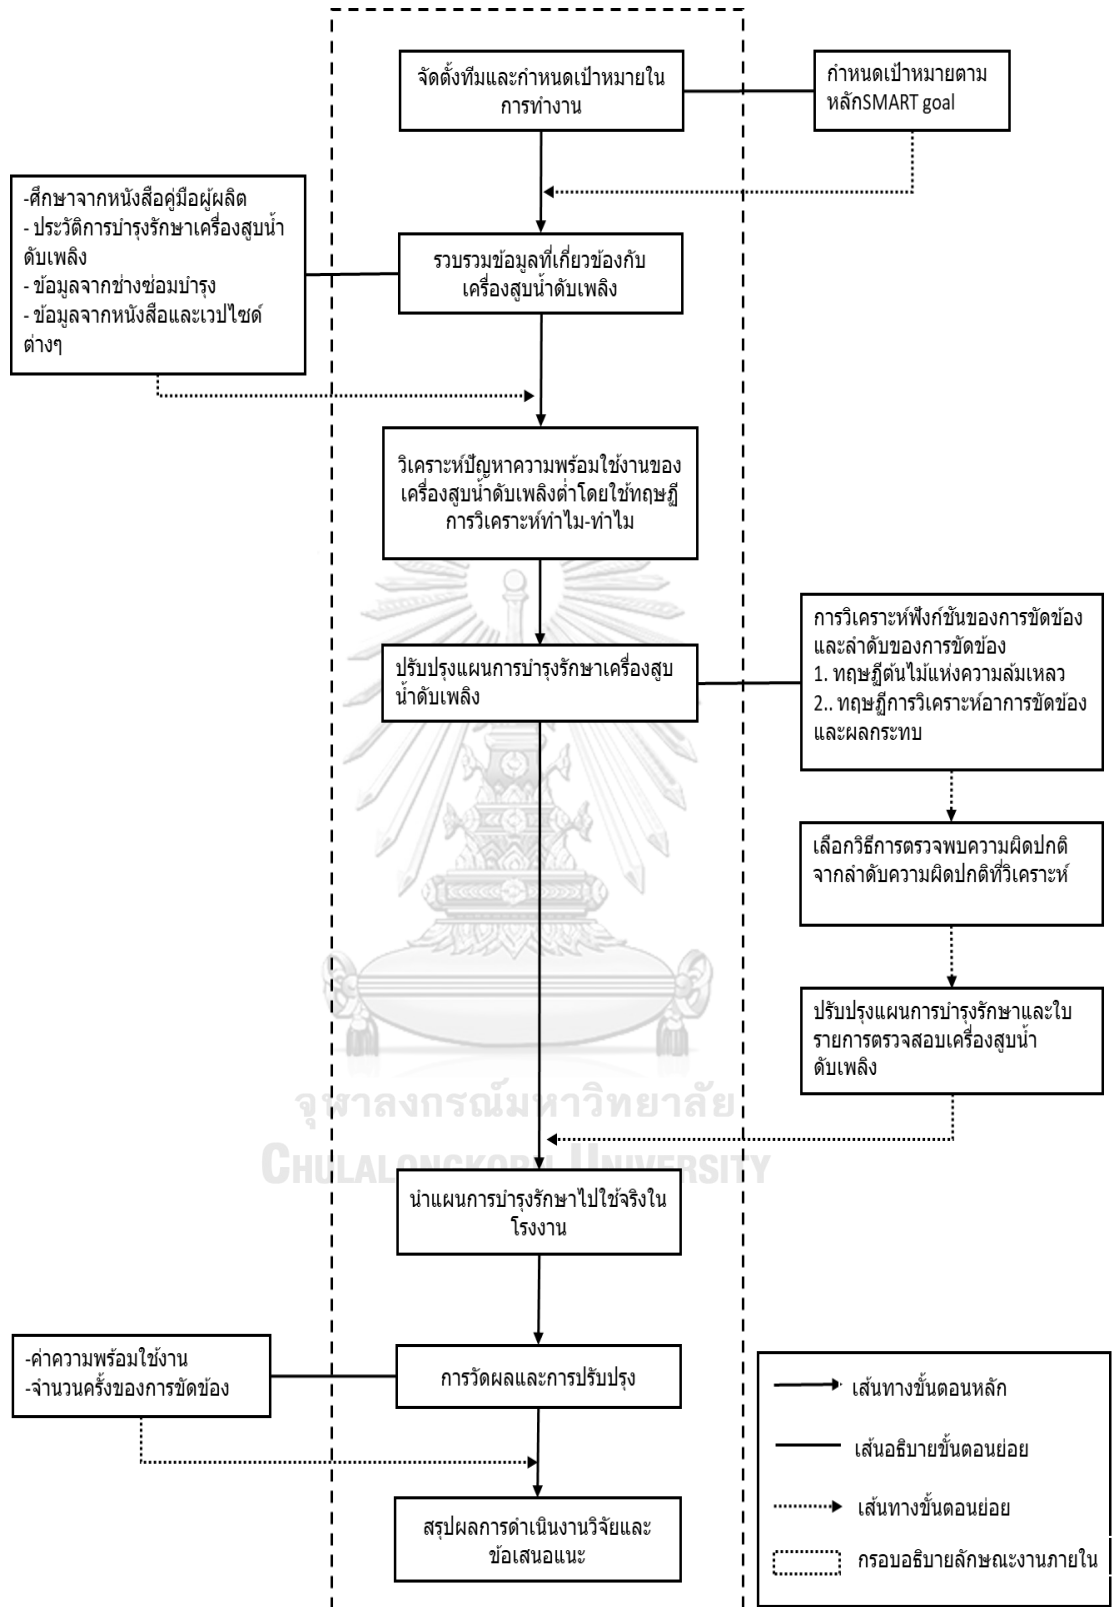 จัดตั้งทีมและกำหนดเป้าหมายใน
การทำงาน
กำหนดเป้าหมายตาม
หลักSMART goal
-ศึกษาจากหนังสือคู่มือผู้ผลิต
- ประวัติการบำรุงรักษาเครื่องสูบน้ำ
ดับเพลิง
- ข้อมูลจากช่างซ่อมบำรุง
- ข้อมูลจากหนังสือและเวปไซด์
ต่างๆ
รวบรวมข้อมูลที่เกี่ยวข้องกับ
เครื่องสูบน้ำดับเพลิง
วิเคราะห์ปัญหาความพร้อมใช้งานของ
เครื่องสูบน้ำดับเพลิงต่ำโดยใช้ทฤษฏี
การวิเคราะห์ทำไม-ทำไม
ปรับปรุงแผนการบำรุงรักษาเครื่องสูบ
น้ำดับเพลิง
การวิเคราะห์ฟังก์ชันของการขัดข้อง
และลำดับของการขัดข้อง
1. ทฤษฏีต้นไม้แห่งความล้มเหลว
2.. ทฤษฏีการวิเคราะห์อาการขัดข้อง
และผลกระทบ
เลือกวิธีการตรวจพบความผิดปกติ
จากลำดับความผิดปกติที่วิเคราะห์
ปรับปรุงแผนการบำรุงรักษาและใบ
รายการตรวจสอบเครื่องสูบน้ำ
ดับเพลิง
จุฬาลงกรณ์มหาวิทยาลัย
CHULALONGKORN UNIVERSITY
นำแผนการบำรุงรักษาไปใช้จริงใน
โรงงาน
-ค่าความพร้อมใช้งาน
-จำนวนครั้งของการขัดข้อง
การวัดผลและการปรับปรุง
สรุปผลการดำเนินงานวิจัยและ
ข้อเสนอแนะ
เส้นทางขั้นตอนหลัก
เส้นอธิบายขั้นตอนย่อย
เส้นทางขั้นตอนย่อย
กรอบอธิบายลักษณะงานภายใน